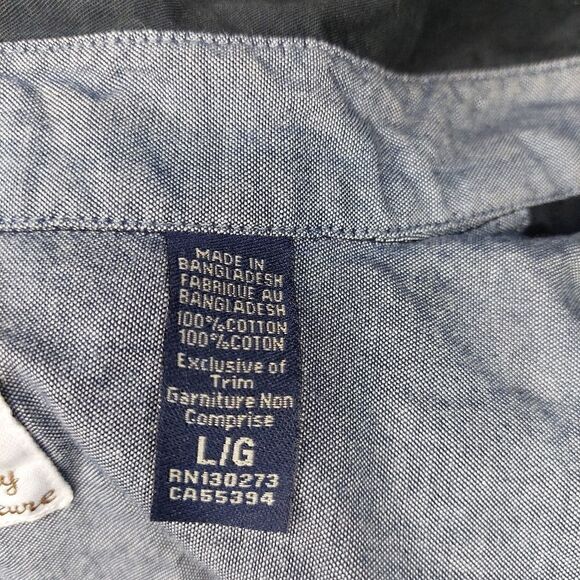 MADE IN
BANGLADESH
FABRIQUE AU
BANGLADESH
100%COTTON
100%COTON
Exclusive of
Trim
Garniture Non
Comprise
L/G
RN130273
CA55394